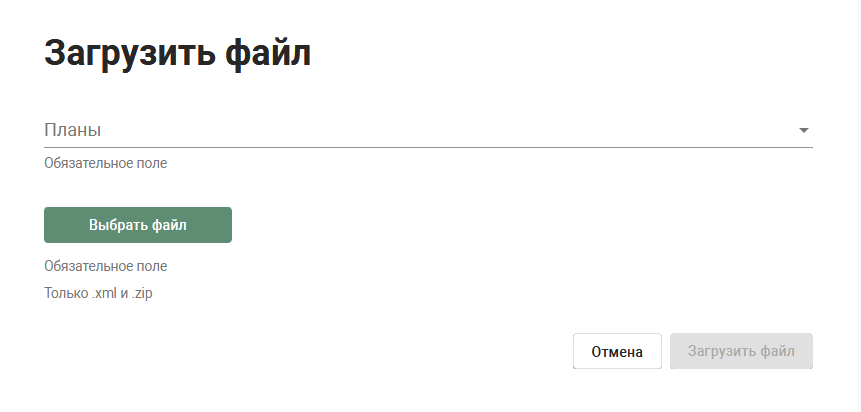 Загрузить файл
Планы
Обязательное поле
Выбрать файл
Обязательное поле
Только .xml и .zip
Отмена
Загрузить файл